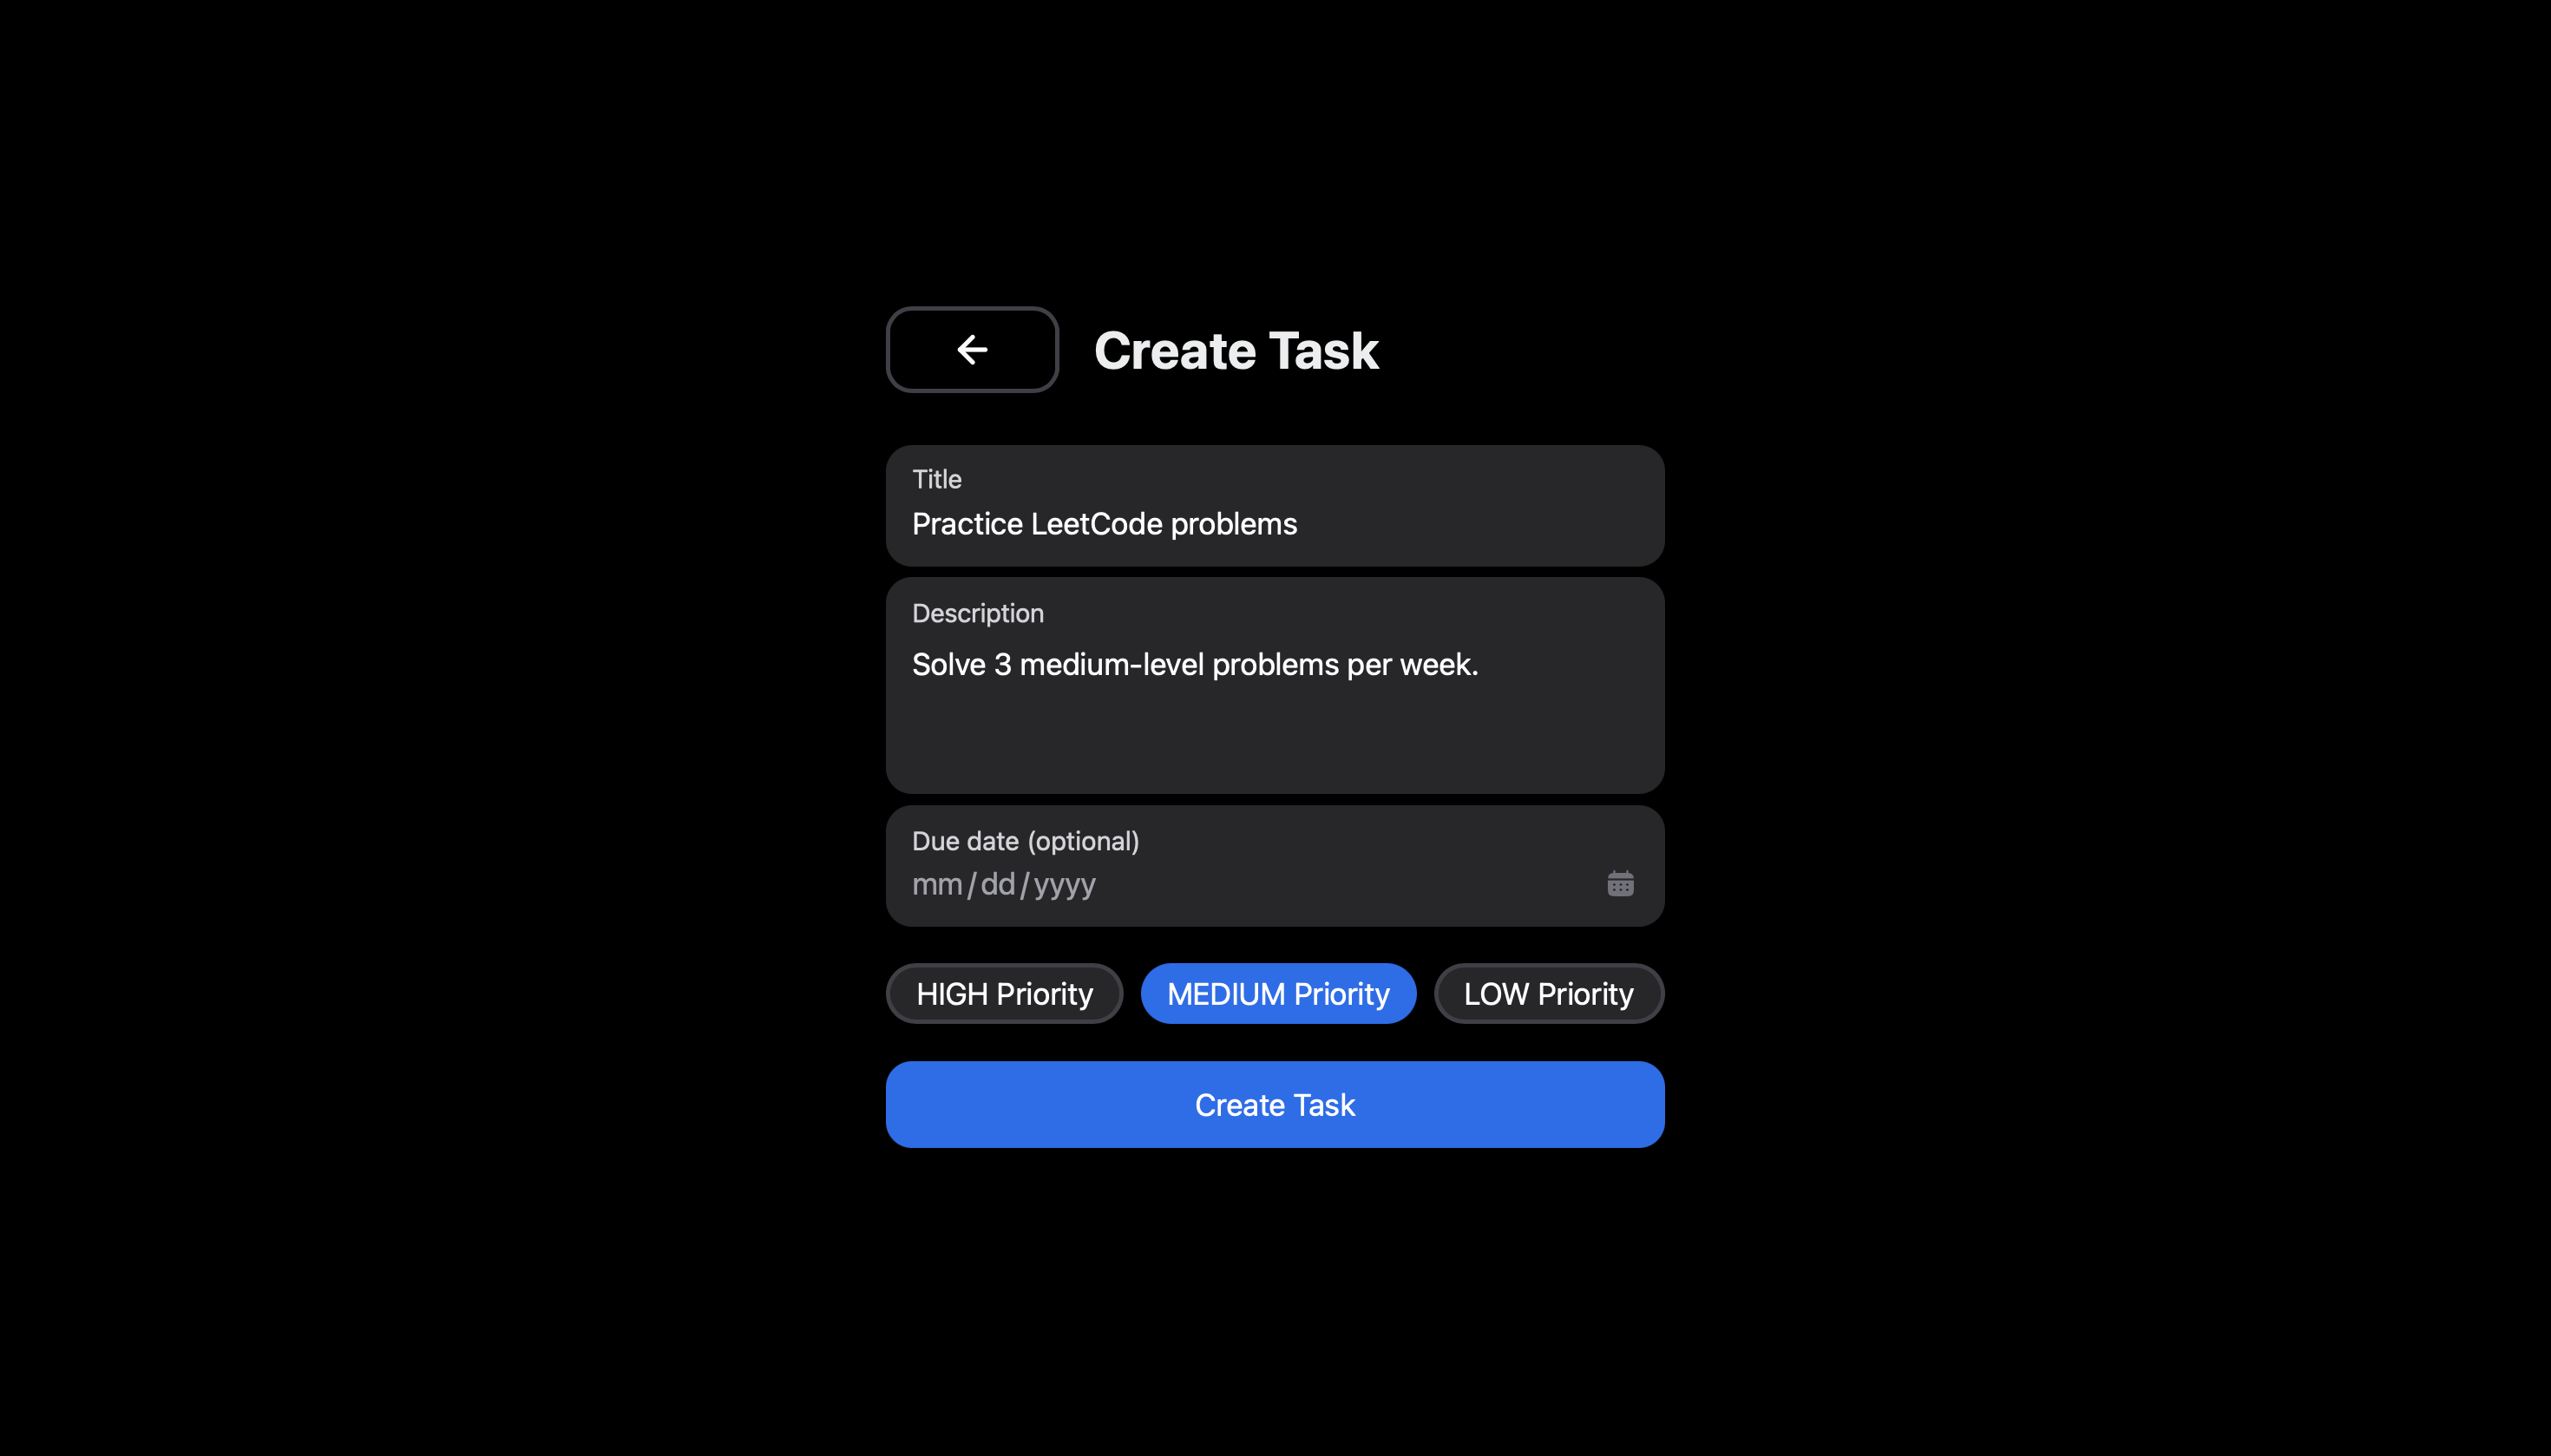 Create Task
Title
Practice LeetCode problems
Description
Solve 3 medium-level problems per week.
Due date (optional)
mm/dd/yyyy
HIGH Priority MEDIUM Priority LOW Priority
Create Task